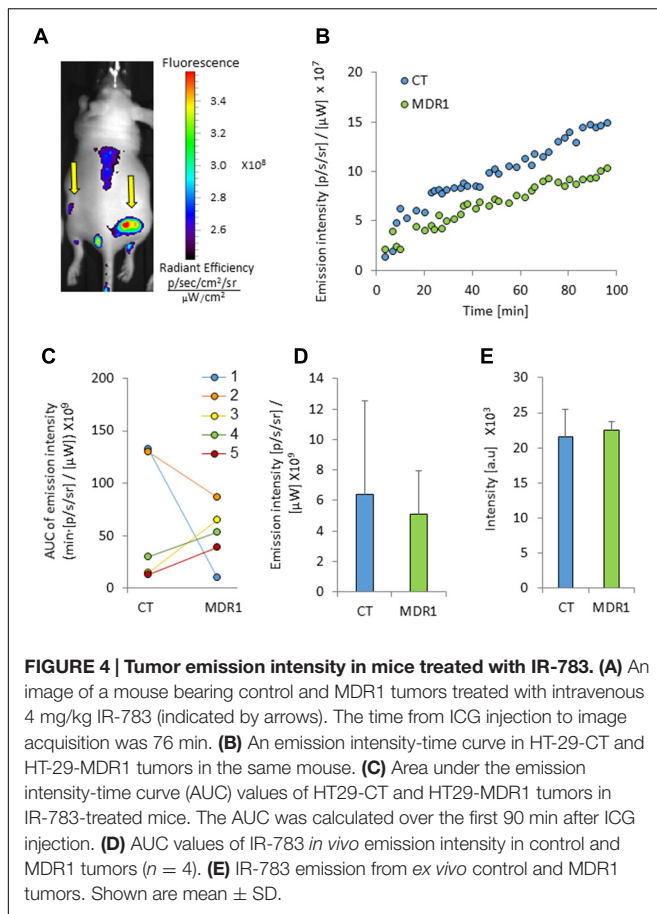 A
Fluorescence
3.4
3.2
3.0
X10⁸
2.8
2.6
Radiant Efficiency
p/sec/cm²/sr
μW/cm²
B
Emission intensity [p/s/sr] / [μW] x 10⁷
20
15
10
5
0
CT
MDR1
0 20 40 60 80 100
Time [min]
C
AUC of emission intensity
(min·[p/s/sr] / [μW]) X10⁹
200
150
100
50
0
1
2
3
4
5
CT MDR1
D
Emission intensity [p/s/sr] /
[μW] X10⁹
14
12
10
8
6
4
2
0
CT MDR1
E
Intensity [a.u] X10³
30
20
10
0
CT MDR1
FIGURE 4 | Tumor emission intensity in mice treated with IR-783. (A) An
image of a mouse bearing control and MDR1 tumors treated with intravenous
4 mg/kg IR-783 (indicated by arrows). The time from ICG injection to image
acquisition was 76 min. (B) An emission intensity-time curve in HT-29-CT and
HT-29-MDR1 tumors in the same mouse. (C) Area under the emission
intensity-time curve (AUC) values of HT29-CT and HT29-MDR1 tumors in
IR-783-treated mice. The AUC was calculated over the first 90 min after ICG
injection. (D) AUC values of IR-783 in vivo emission intensity in control and
MDR1 tumors (n = 4). (E) IR-783 emission from ex vivo control and MDR1
tumors. Shown are mean ± SD.